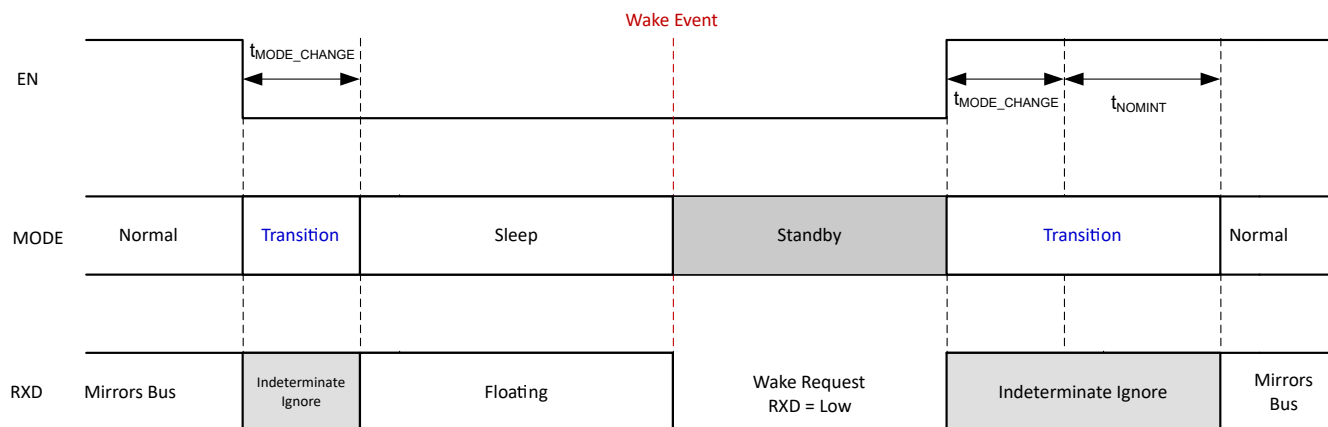 Wake Event
EN
tMODE_CHANGE
tMODE_CHANGE
tNOMINT
MODE
Normal
Transition
Sleep
Standby
Transition
Normal
RXD
Mirrors Bus
Indeterminate
Ignore
Floating
Wake Request
RXD = Low
Indeterminate Ignore
Mirrors
Bus